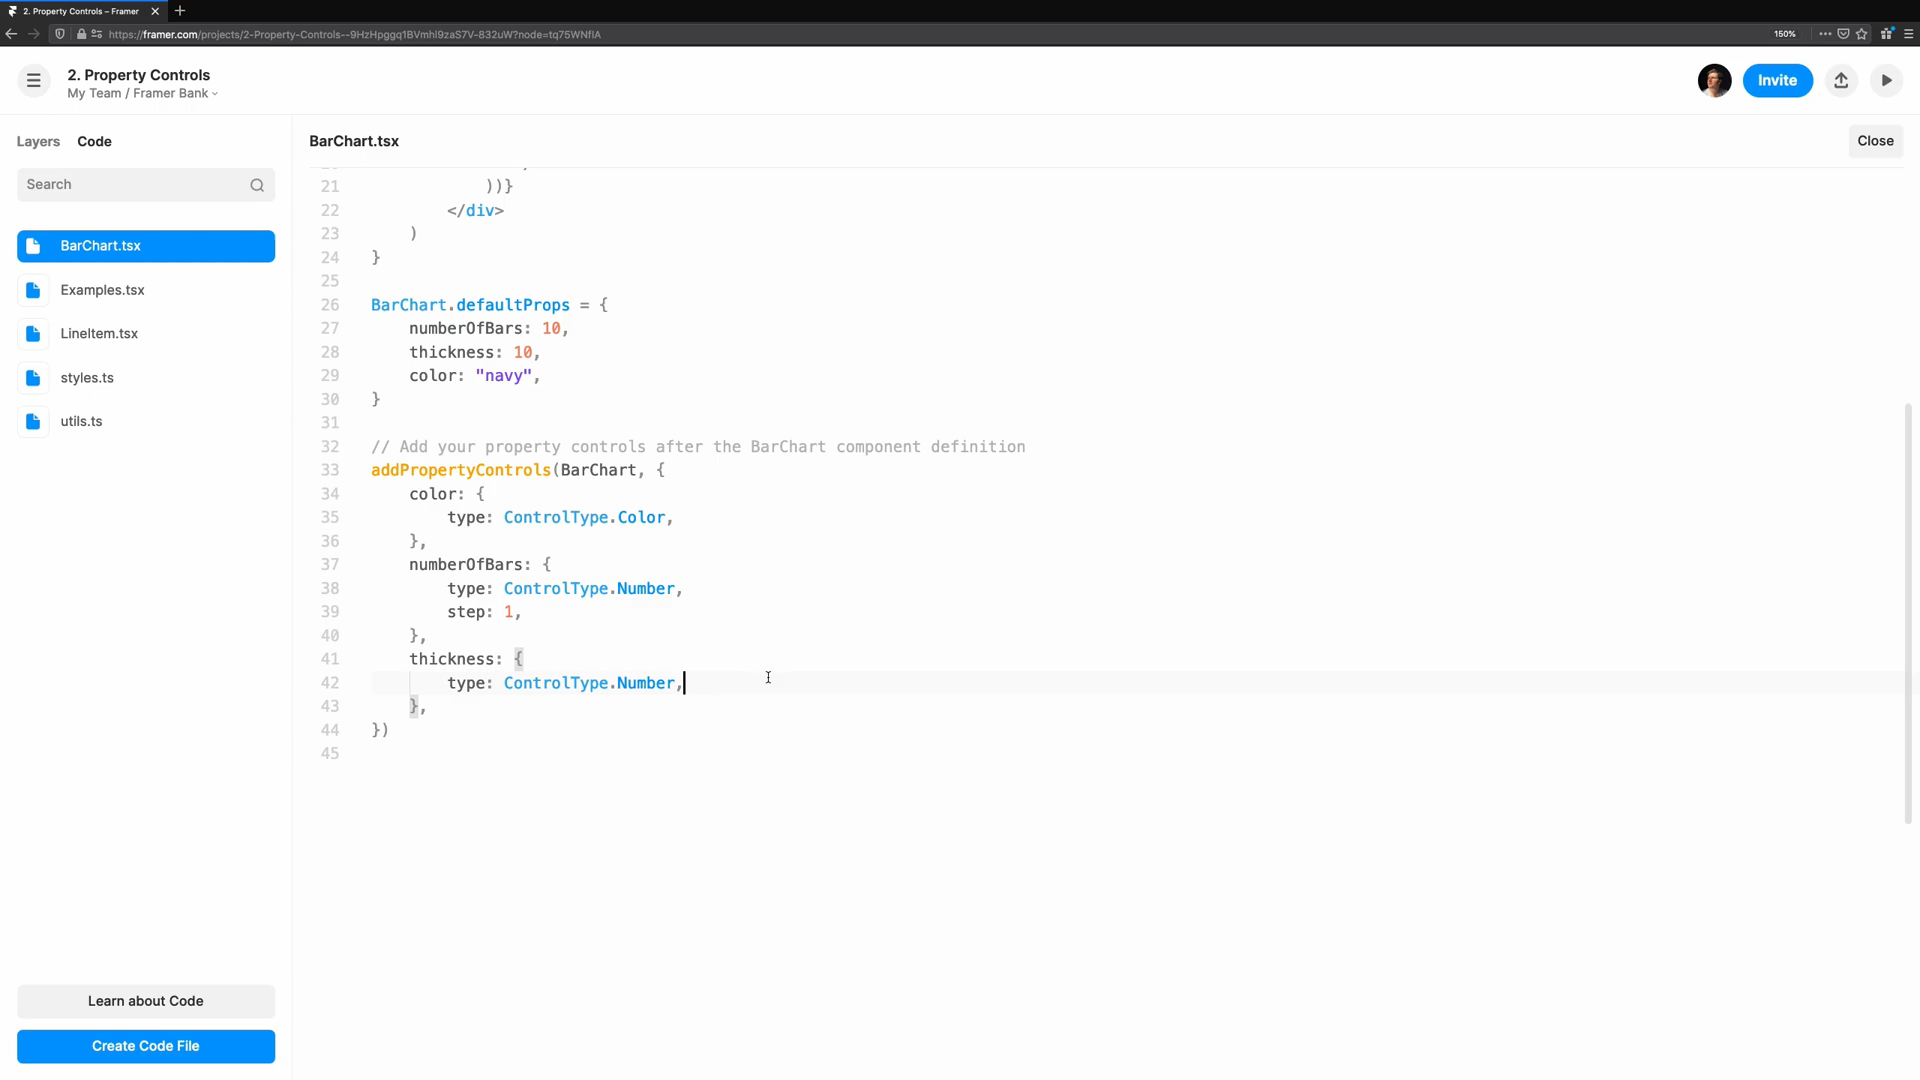 2. Property Controls – Framer
https://framer.com/projects/2-Property-Controls--9HzHpggq1BVmhI9zaS7V-832uW?node=tq75WNfIA
150%
2. Property Controls
My Team / Framer Bank
Invite
Layers Code
BarChart.tsx
Close
Search
BarChart.tsx
Examples.tsx
LineItem.tsx
styles.ts
utils.ts
21 ))}
22 </div>
23 )
24 }
25
26 BarChart.defaultProps = {
27 numberOfBars: 10,
28 thickness: 10,
29 color: "navy",
30 }
31
32 // Add your property controls after the BarChart component definition
33 addPropertyControls(BarChart, {
34 color: {
35 type: ControlType.Color,
36 },
37 numberOfBars: {
38 type: ControlType.Number,
39 step: 1,
40 },
41 thickness: {
42 type: ControlType.Number,
43 },
44 })
45
Learn about Code
Create Code File